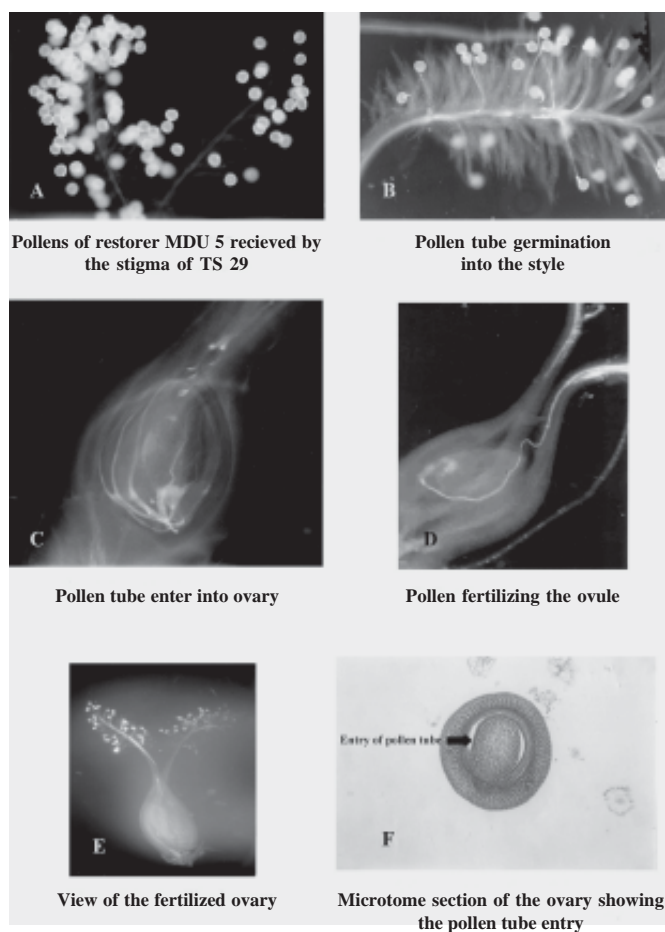 A
B
Pollens of restorer MDU 5 recieved by
the stigma of TS 29
Pollen tube germination
into the style
C
D
Pollen tube enter into ovary
Pollen fertilizing the ovule
E
Entry of pollen tube
F
View of the fertilized ovary
Microtome section of the ovary showing
the pollen tube entry